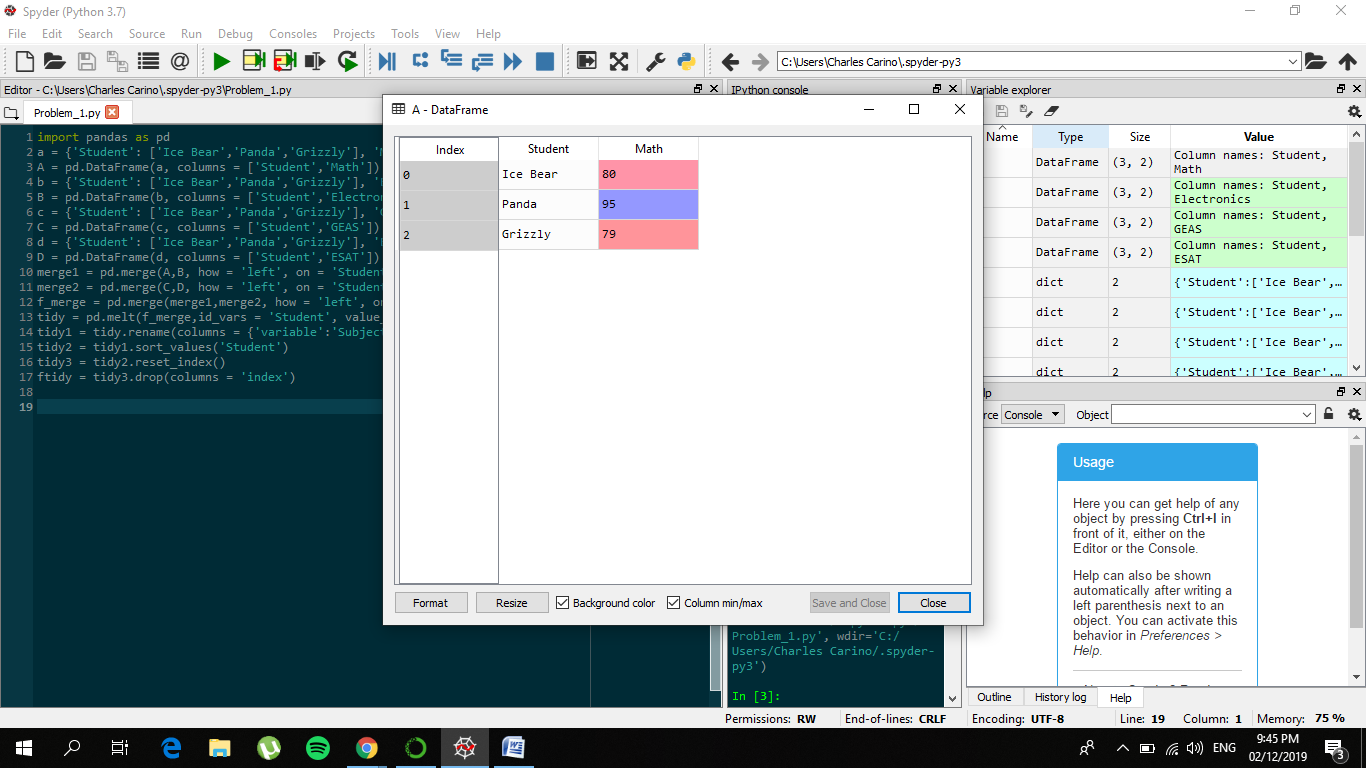 Spyder (Python 3.7)
File Edit Search Source Run Debug Consoles Projects Tools View Help
C:\Users\Charles Carino\.spyder-py3
Editor - C:\Users\Charles Carino\.spyder-py3\Problem_1.py
Problem_1.py
1 import pandas as pd
2 a = {'Student': ['Ice Bear','Panda','Grizzly'],
3 A = pd.DataFrame(a, columns = ['Student','Math'])
4 b = {'Student': ['Ice Bear','Panda','Grizzly'],
5 B = pd.DataFrame(b, columns = ['Student','Electron
6 c = {'Student': ['Ice Bear','Panda','Grizzly'],
7 C = pd.DataFrame(c, columns = ['Student','GEAS'])
8 d = {'Student': ['Ice Bear','Panda','Grizzly'],
9 D = pd.DataFrame(d, columns = ['Student','ESAT'])
10 merge1 = pd.merge(A,B, how = 'left', on = 'Studen
11 merge2 = pd.merge(C,D, how = 'left', on = 'Studen
12 f_merge = pd.merge(merge1,merge2, how = 'left', o
13 tidy = pd.melt(f_merge,id_vars = 'Student', value_
14 tidy1 = tidy.rename(columns = {'variable':'Subjec
15 tidy2 = tidy1.sort_values('Student')
16 tidy3 = tidy2.reset_index()
17 ftidy = tidy3.drop(columns = 'index')
18
19
A - DataFrame
Index Student Math
0 Ice Bear 80
1 Panda 95
2 Grizzly 79
Format Resize Background color Column min/max Save and Close Close
IPython console
Problem_1.py', wdir='C:/
Users/Charles Carino/.spyder-
py3')
In [3]:
Variable explorer
Name Type Size Value
DataFrame (3, 2) Column names: Student,
Math
DataFrame (3, 2) Column names: Student,
Electronics
DataFrame (3, 2) Column names: Student,
GEAS
DataFrame (3, 2) Column names: Student,
ESAT
dict 2 {'Student':['Ice Bear',…
dict 2 {'Student':['Ice Bear',…
dict 2 {'Student':['Ice Bear',…
dict 2 {'Student':['Ice Bear',…
lp
rce Console Object
Usage
Here you can get help of any
object by pressing Ctrl+I in
front of it, either on the
Editor or the Console.
Help can also be shown
automatically after writing a
left parenthesis next to an
object. You can activate this
behavior in Preferences >
Help.
Outline History log Help
Permissions: RW End-of-lines: CRLF Encoding: UTF-8 Line: 19 Column: 1 Memory: 75 %
ENG
9:45 PM
02/12/2019
3